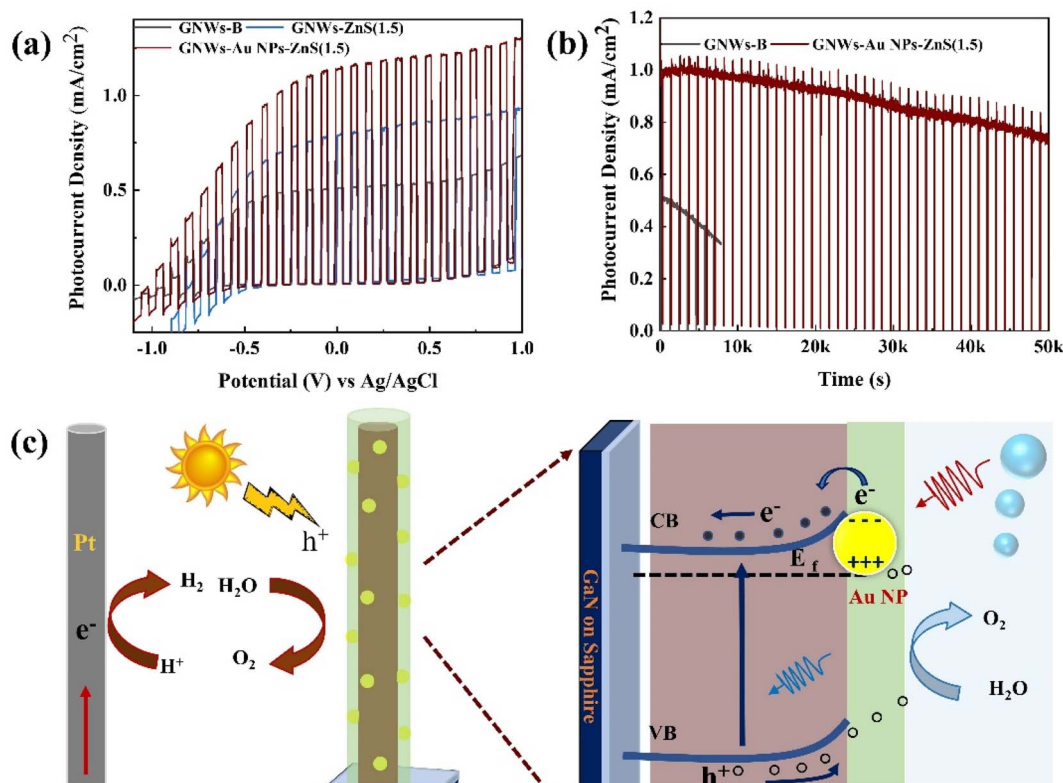 (a)
GNWs-B GNWs-ZnS(1.5)
GNWs-Au NPs-ZnS(1.5)
Photocurrent Density (mA/cm²)
1.0
0.5
0.0
-1.0 -0.5 0.0 0.5 1.0
Potential (V) vs Ag/AgCl
(b)
GNWs-B GNWs-Au NPs-ZnS(1.5)
Photocurrent Density (mA/cm²)
1.2
1.0
0.8
0.6
0.4
0.2
0.0
0 10k 20k 30k 40k 50k
Time (s)
(c)
Pt
e⁻
h⁺
H₂ H₂O
H⁺ O₂
GaN on Sapphire
CB
e⁻
e⁻
- - -
+++
E f
Au NP
O₂
H₂O
VB
h⁺